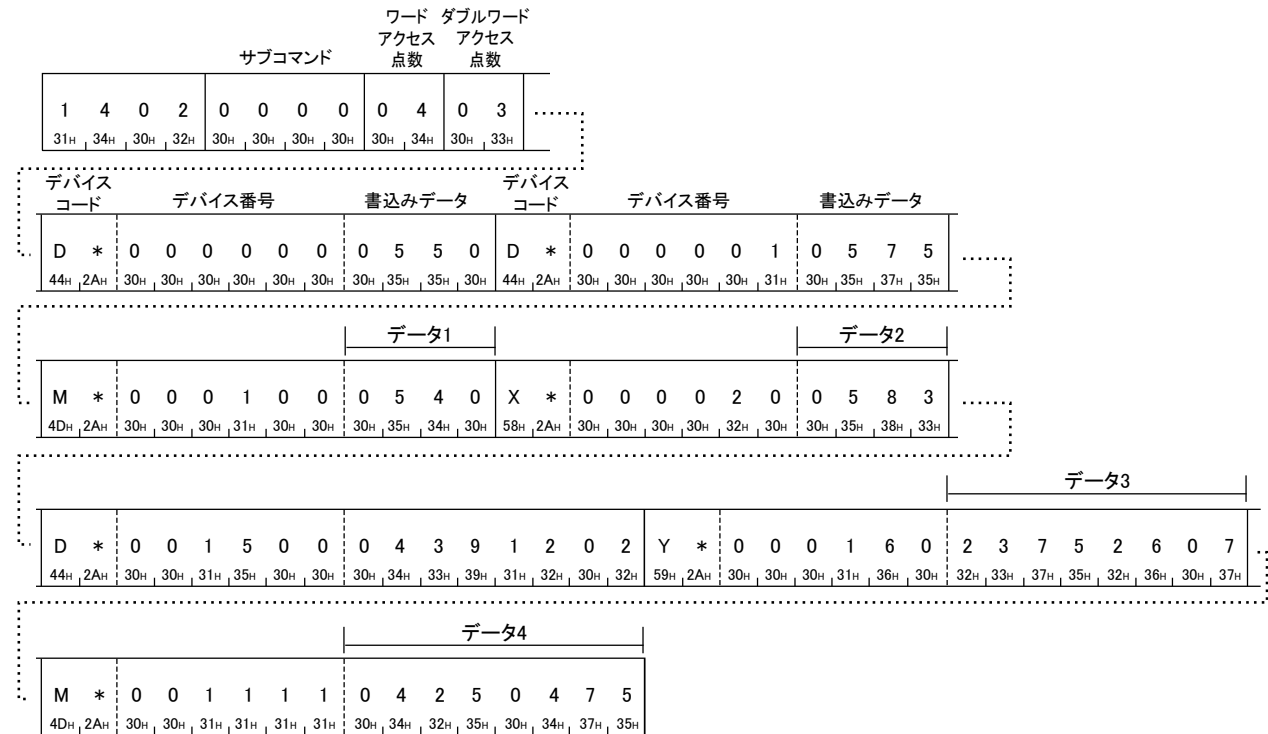 ワード ダブルワード
アクセス アクセス
サブコマンド 点数 点数
1 4 0 2 0 0 0 0 0 4 0 3
31H 34H 30H 32H 30H 30H 30H 30H 30H 34H 30H 33H
デバイス デバイス
コード デバイス番号 書込みデータ コード デバイス番号 書込みデータ
D * 0 0 0 0 0 0 0 5 5 0 D * 0 0 0 0 0 1 0 5 7 5
44H 2AH 30H 30H 30H 30H 30H 30H 30H 35H 35H 30H 44H 2AH 30H 30H 30H 30H 30H 31H 30H 35H 37H 35H
データ1 データ2
M * 0 0 0 1 0 0 0 5 4 0 X * 0 0 0 0 2 0 0 5 8 3
4DH 2AH 30H 30H 30H 31H 30H 30H 30H 35H 34H 30H 58H 2AH 30H 30H 30H 30H 32H 30H 30H 35H 38H 33H
データ3
D * 0 0 1 5 0 0 0 4 3 9 1 2 0 2 Y * 0 0 0 1 6 0 2 3 7 5 2 6 0 7
44H 2AH 30H 30H 31H 35H 30H 30H 30H 34H 33H 39H 31H 32H 30H 32H 59H 2AH 30H 30H 30H 31H 36H 30H 32H 33H 37H 35H 32H 36H 30H 37H
データ4
M * 0 0 1 1 1 1 0 4 2 5 0 4 7 5
4DH 2AH 30H 30H 31H 31H 31H 31H 30H 34H 32H 35H 30H 34H 37H 35H